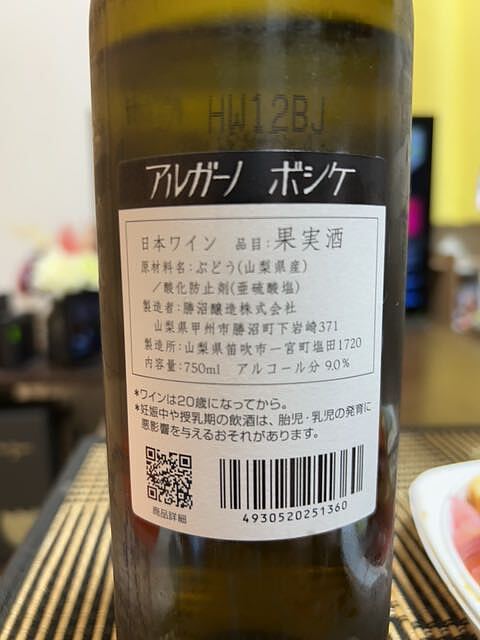 HW12BJ
アルガーノ ボシケ
日本ワイン 品目:果実酒
原材料名:ぶどう(山梨県産)
/酸化防止剤(亜硫酸塩)
製造者:勝沼醸造株式会社
山梨県甲州市勝沼町下岩崎371
製造所:山梨県笛吹市一宮町塩田1720
内容量:750ml アルコール分 9.0%
*ワインは20歳になってから。
*妊娠中や授乳期の飲酒は、胎児・乳児の発育に
悪影響を与えるおそれがあります。
商品詳細
4930520251360